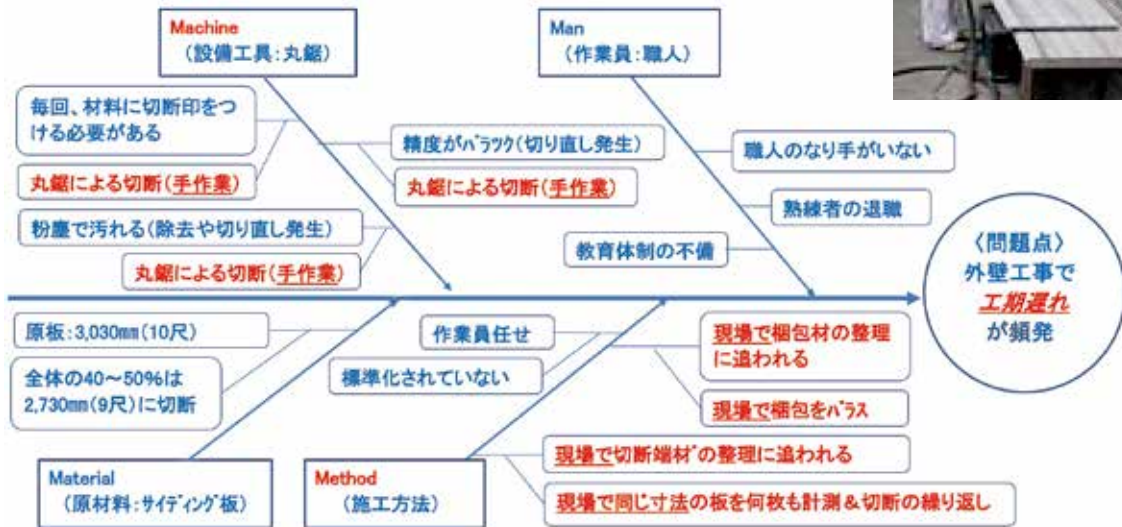 Machine
（設備工具：丸鋸）
Man
（作業員：職人）
毎回、材料に切断印をつ
ける必要がある
丸鋸による切断（手作業）
精度がバラツク（切り直し発生）
丸鋸による切断（手作業）
粉塵で汚れる（除去や切り直し発生）
丸鋸による切断（手作業）
職人のなり手がいない
熟練者の退職
教育体制の不備
〈問題点〉
外壁工事で
工期遅れ
が頻発
原板：3,030mm（10尺）
全体の40～50%は
2,730mm（9尺）に切断
作業員任せ
標準化されていない
現場で梱包材の整理
に追われる
現場で梱包をバラス
現場で切断端材の整理に追われる
現場で同じ寸法の板を何枚も計測＆切断の繰り返し
Material
（原材料：サイディング板）
Method
（施工方法）